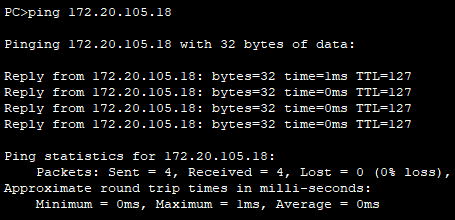 PC>ping 172.20.105.18
Pinging 172.20.105.18 with 32 bytes of data:
Reply from 172.20.105.18: bytes=32 time=1ms TTL=127
Reply from 172.20.105.18: bytes=32 time=0ms TTL=127
Reply from 172.20.105.18: bytes=32 time=0ms TTL=127
Reply from 172.20.105.18: bytes=32 time=0ms TTL=127
Ping statistics for 172.20.105.18:
Packets: Sent = 4, Received = 4, Lost = 0 (0% loss),
Approximate round trip times in milli-seconds:
Minimum = 0ms, Maximum = 1ms, Average = 0ms